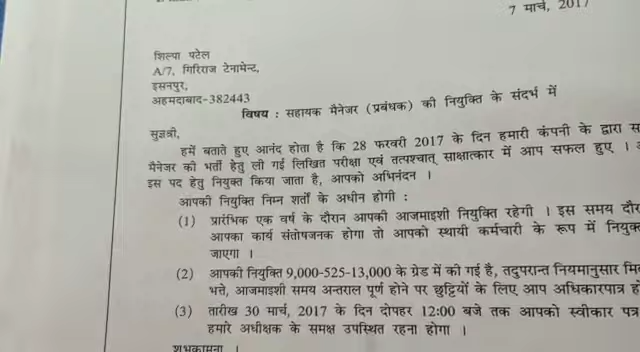 7 मार्च, 2017
शिल्पा पटेल
A/7, गिरिराज टेनामेन्ट,
इसनपुर,
अहमदाबाद-382443
विषय : सहायक मैनेजर (प्रबंधक) की नियुक्ति के संदर्भ में
सुज्ञश्री,
हमें बताते हुए आनंद होता है कि 28 फरवरी 2017 के दिन हमारी कंपनी के द्वारा
मैनेजर की भर्ती हेतु ली गई लिखित परीक्षा एवं तत्पश्चात् साक्षात्कार में आप सफल हुए ।
इस पद हेतु नियुक्त किया जाता है, आपको अभिनंदन ।
आपकी नियुक्ति निम्न शर्तों के अधीन होगी :
(1) प्रारंभिक एक वर्ष के दौरान आपकी आजमाइशी नियुक्ति रहेगी । इस समय
आपका कार्य संतोषजनक होगा तो आपको स्थायी कर्मचारी के रूप में
जाएगा ।
(2) आपकी नियुक्ति 9,000-525-13,000 के ग्रेड में की गई है, तदुपरान्त नियमानुसार
भत्ते, आजमाइशी समय अन्तराल पूर्ण होने पर छुट्टियों के लिए आप अधिकारपात्र
(3) तारीख 30 मार्च, 2017 के दिन दोपहर 12:00 बजे तक आपको स्वीकार पत्र
हमारे अधीक्षक के समक्ष उपस्थित रहना होगा ।
शुभकामना ।